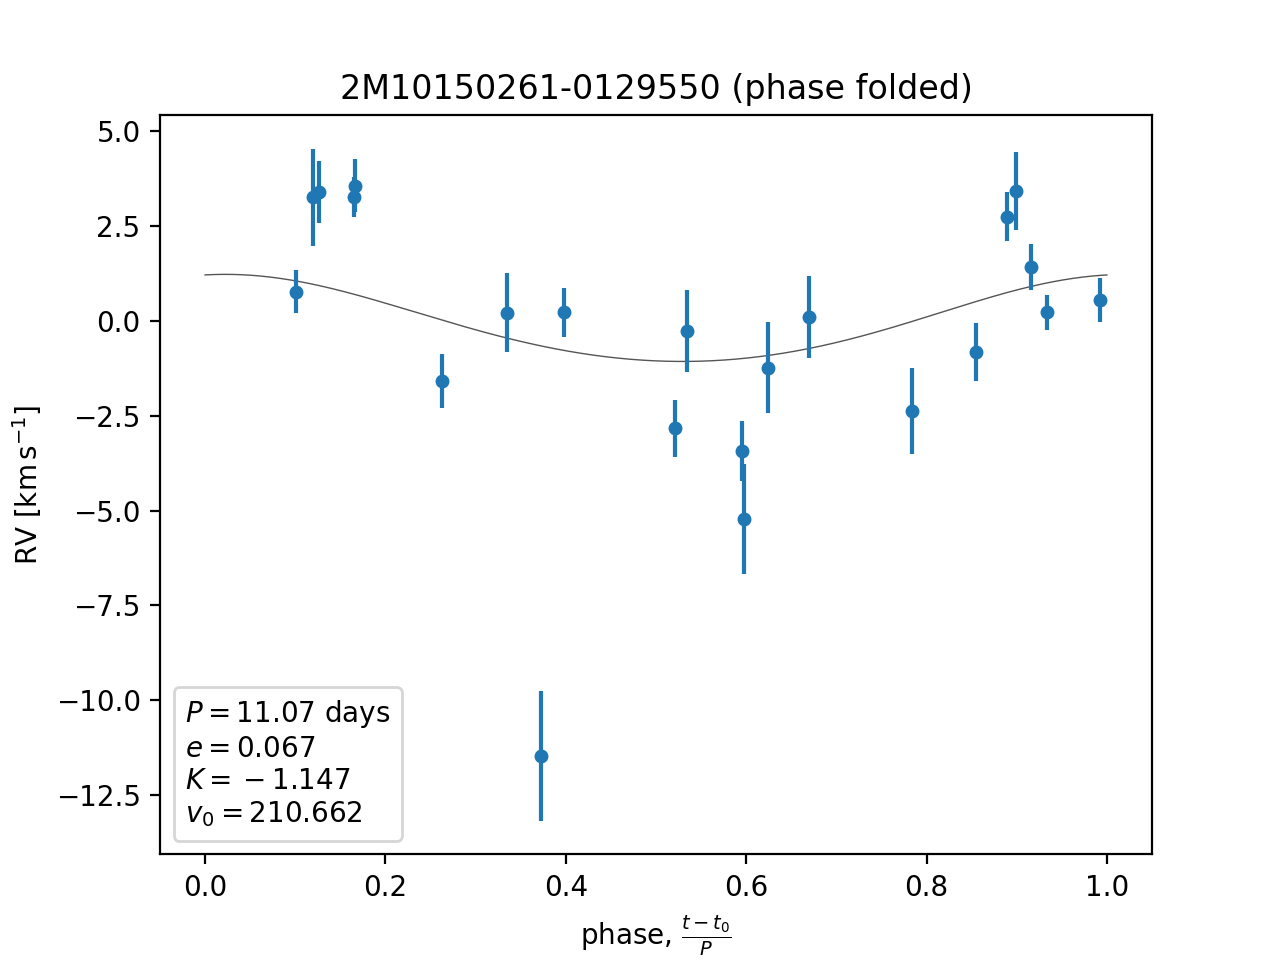 2M10150261-0129550 (phase folded)
5.0
2.5
0.0
−2.5
−5.0
−7.5
−10.0
−12.5
RV [km s⁻¹]
P = 11.07 days
e = 0.067
K = −1.147
v₀ = 210.662
0.0 0.2 0.4 0.6 0.8 1.0
phase, (t − t₀)/P